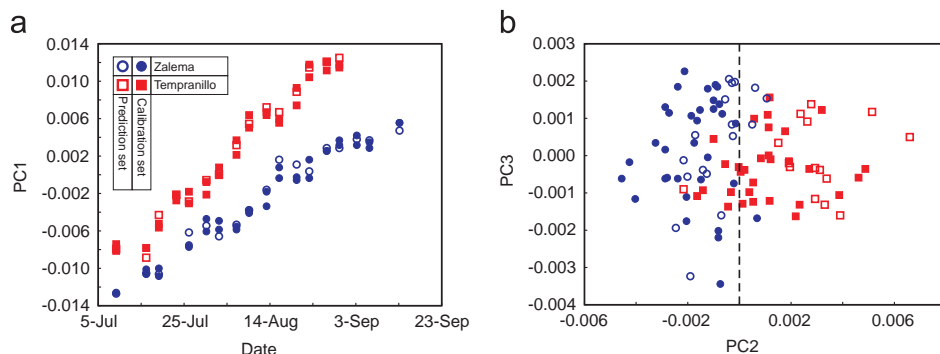 a
0.014
0.010
0.006
0.002
-0.002
-0.006
-0.010
-0.014
PC1
5-Jul
25-Jul
14-Aug
3-Sep
23-Sep
Date
Zalema
Tempranillo
Prediction set
Calibration set
b
0.003
0.002
0.001
0.000
-0.001
-0.002
-0.003
-0.004
PC3
-0.006
-0.002
0.002
0.006
PC2